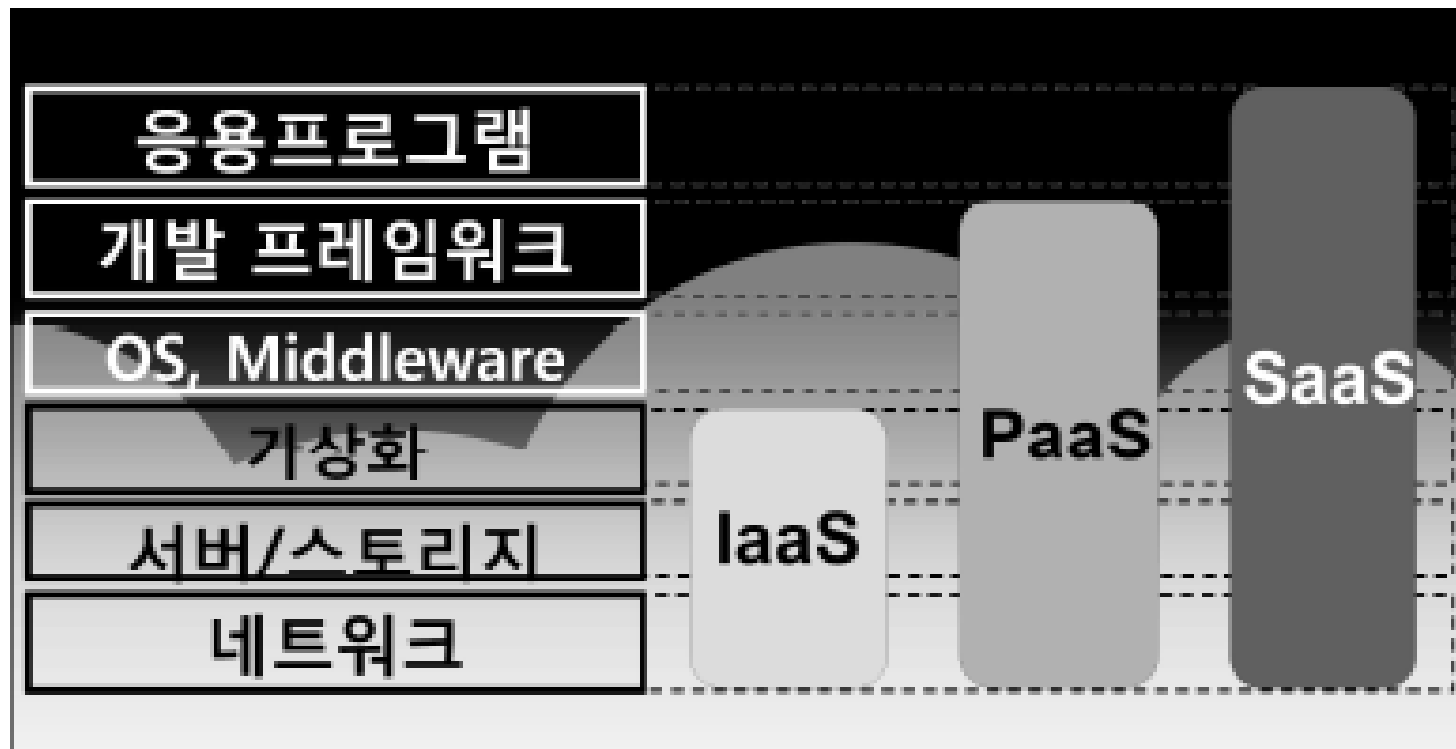 응용프로그램
개발 프레임워크
OS, Middleware
가상화
서버/스토리지
네트워크
IaaS
PaaS
SaaS